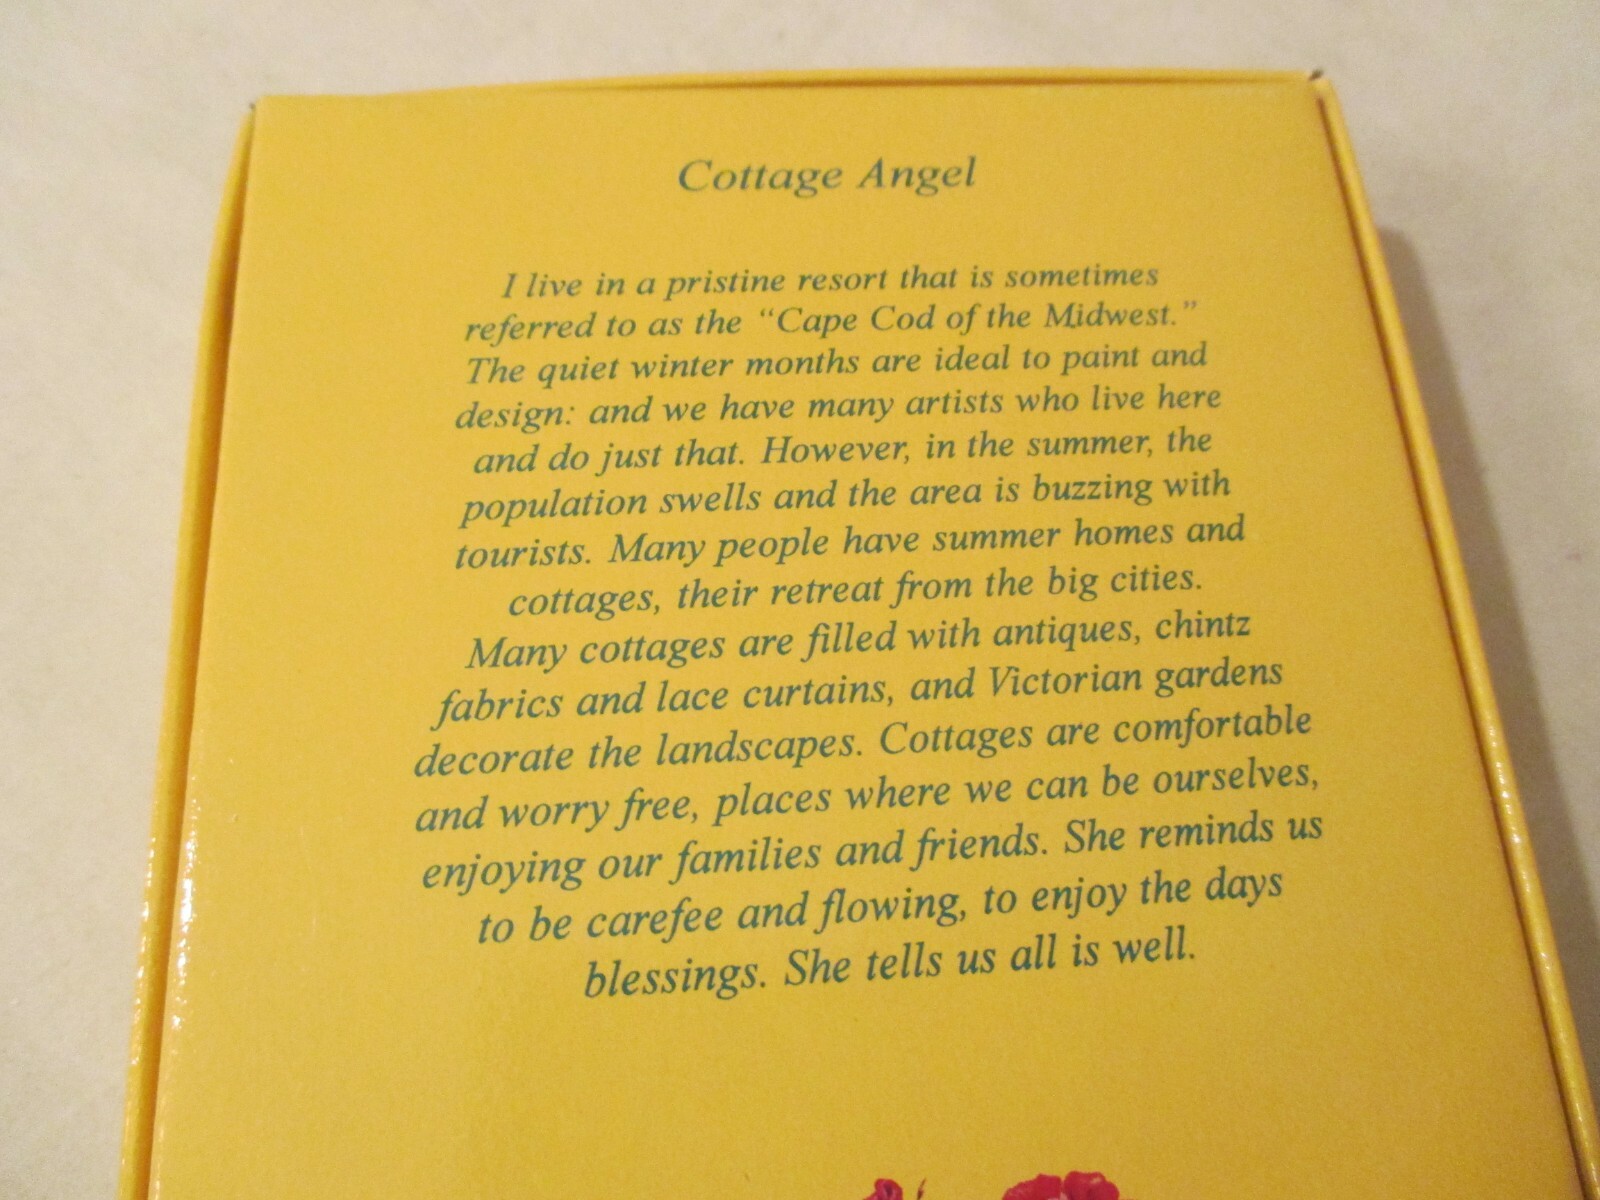 Cottage Angel
I live in a pristine resort that is sometimes
referred to as the “Cape Cod of the Midwest.”
The quiet winter months are ideal to paint and
design: and we have many artists who live here
and do just that. However, in the summer, the
population swells and the area is buzzing with
tourists. Many people have summer homes and
cottages, their retreat from the big cities.
Many cottages are filled with antiques, chintz
fabrics and lace curtains, and Victorian gardens
decorate the landscapes. Cottages are comfortable
and worry free, places where we can be ourselves,
enjoying our families and friends. She reminds us
to be carefee and flowing, to enjoy the days
blessings. She tells us all is well.